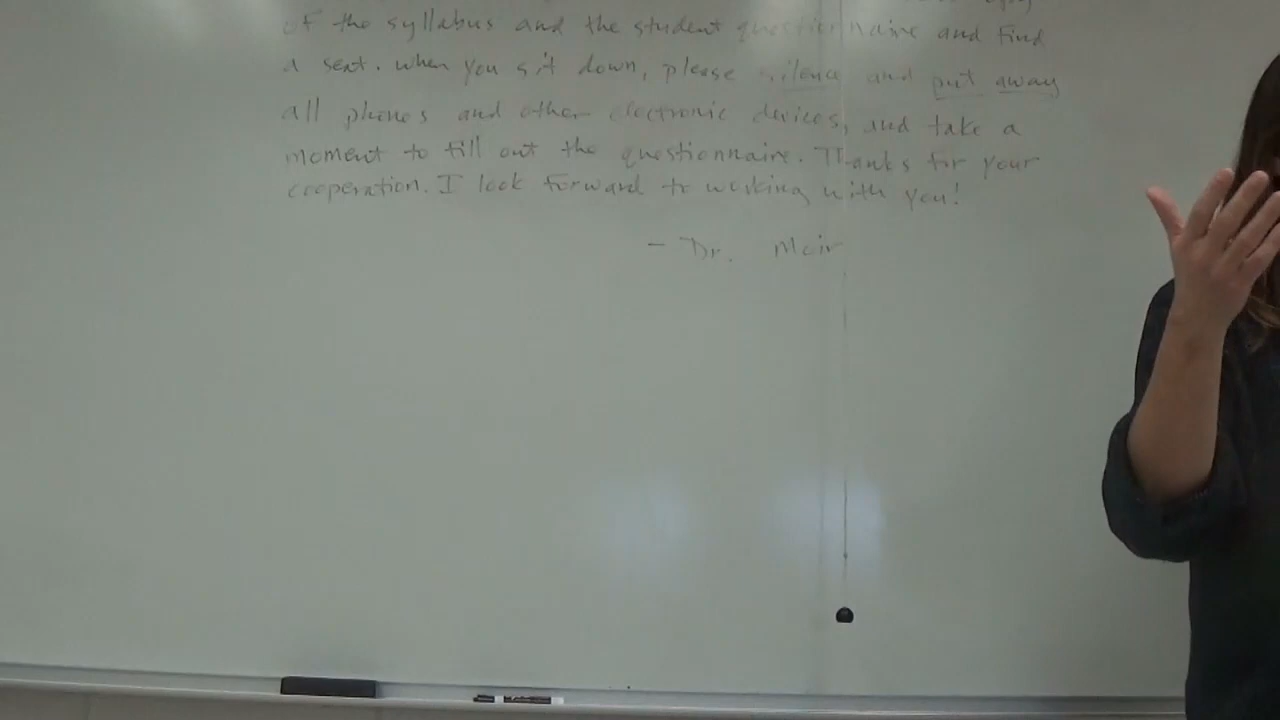 of the syllabus and the student questionnaire and find
a seat. When you sit down, please silence and put away
all phones and other electronic devices, and take a
moment to fill out the questionnaire. Thanks for your
cooperation. I look forward to working with you!
- Dr. Moir